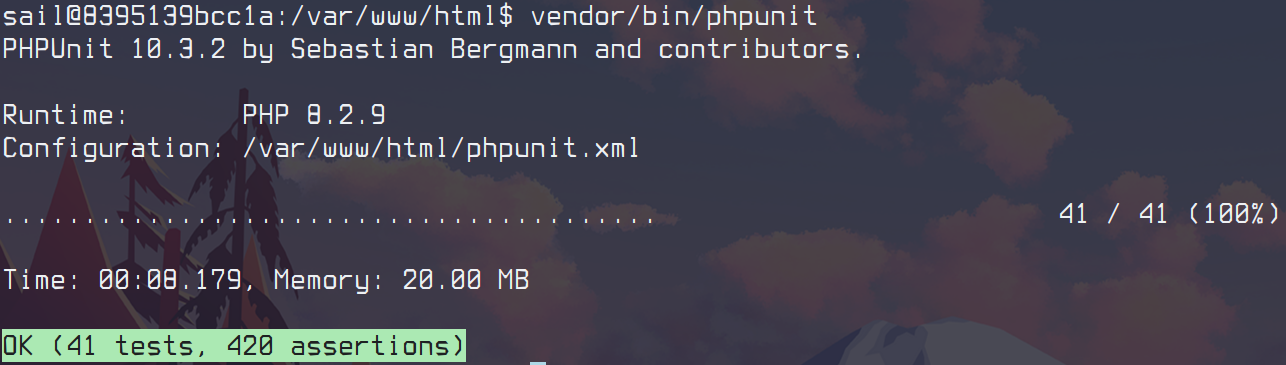 sail@8395139bcc1a:/var/www/html$ vendor/bin/phpunit
PHPUnit 10.3.2 by Sebastian Bergmann and contributors.
Runtime:       PHP 8.2.9
Configuration: /var/www/html/phpunit.xml
.........................................                         41 / 41 (100%)
Time: 00:08.179, Memory: 20.00 MB
OK (41 tests, 420 assertions)